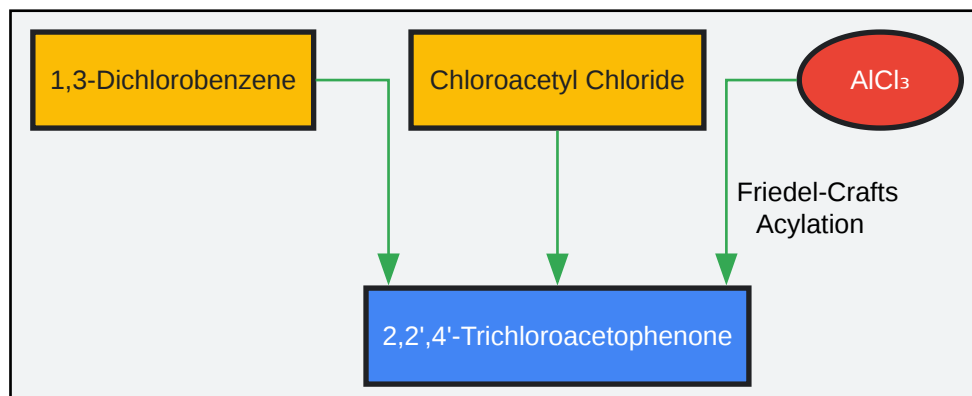 1,3-Dichlorobenzene
Chloroacetyl Chloride
AlCl₃
Friedel-Crafts
Acylation
2,2',4'-Trichloroacetophenone